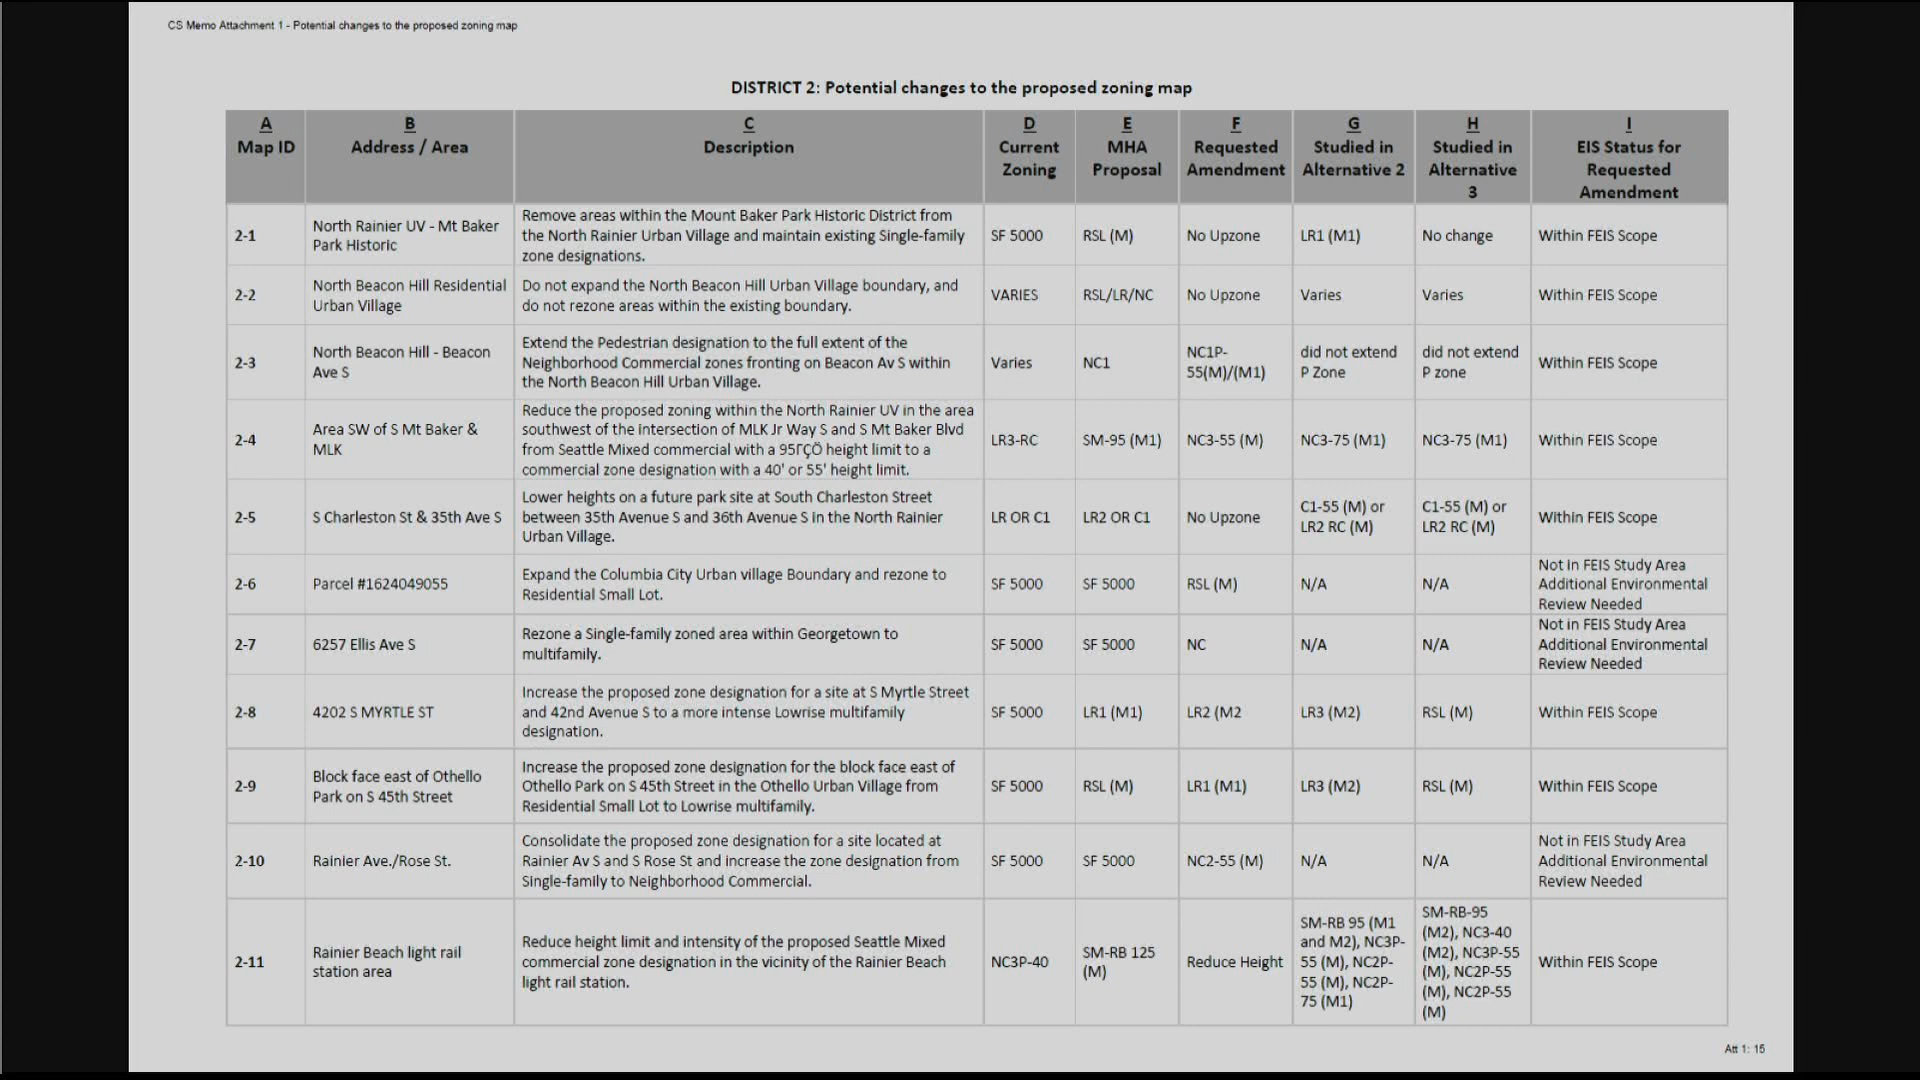 CS Memo Attachment 1 - Potential changes to the proposed zoning map
DISTRICT 2: Potential changes to the proposed zoning map
A
Map ID
B
Address / Area
C
Description
D
Current
Zoning
E
MHA
Proposal
F
Requested
Amendment
G
Studied in
Alternative 2
H
Studied in
Alternative
3
I
EIS Status for
Requested
Amendment
2-1
North Rainier UV - Mt Baker
Park Historic
Remove areas within the Mount Baker Park Historic District from
the North Rainier Urban Village and maintain existing Single-family
zone designations.
SF 5000
RSL (M)
No Upzone
LR1 (M1)
No change
Within FEIS Scope
2-2
North Beacon Hill Residential
Urban Village
Do not expand the North Beacon Hill Urban Village boundary, and
do not rezone areas within the existing boundary.
VARIES
RSL/LR/NC
No Upzone
Varies
Varies
Within FEIS Scope
2-3
North Beacon Hill - Beacon
Ave S
Extend the Pedestrian designation to the full extent of the
Neighborhood Commercial zones fronting on Beacon Av S within
the North Beacon Hill Urban Village.
Varies
NC1
NC1P-
55(M)/(M1)
did not extend
P Zone
did not extend
P zone
Within FEIS Scope
2-4
Area SW of S Mt Baker &
MLK
Reduce the proposed zoning within the North Rainier UV in the area
southwest of the intersection of MLK Jr Way S and S Mt Baker Blvd
from Seattle Mixed commercial with a 95ΓÇÖ height limit to a
commercial zone designation with a 40' or 55' height limit.
LR3-RC
SM-95 (M1)
NC3-55 (M)
NC3-75 (M1)
NC3-75 (M1)
Within FEIS Scope
2-5
S Charleston St & 35th Ave S
Lower heights on a future park site at South Charleston Street
between 35th Avenue S and 36th Avenue S in the North Rainier
Urban Village.
LR OR C1
LR2 OR C1
No Upzone
C1-55 (M) or
LR2 RC (M)
C1-55 (M) or
LR2 RC (M)
Within FEIS Scope
2-6
Parcel #1624049055
Expand the Columbia City Urban village Boundary and rezone to
Residential Small Lot.
SF 5000
SF 5000
RSL (M)
N/A
N/A
Not in FEIS Study Area
Additional Environmental
Review Needed
2-7
6257 Ellis Ave S
Rezone a Single-family zoned area within Georgetown to
multifamily.
SF 5000
SF 5000
NC
N/A
N/A
Not in FEIS Study Area
Additional Environmental
Review Needed
2-8
4202 S MYRTLE ST
Increase the proposed zone designation for a site at S Myrtle Street
and 42nd Avenue S to a more intense Lowrise multifamily
designation.
SF 5000
LR1 (M1)
LR2 (M2
LR3 (M2)
RSL (M)
Within FEIS Scope
2-9
Block face east of Othello
Park on S 45th Street
Increase the proposed zone designation for the block face east of
Othello Park on S 45th Street in the Othello Urban Village from
Residential Small Lot to Lowrise multifamily.
SF 5000
RSL (M)
LR1 (M1)
LR3 (M2)
RSL (M)
Within FEIS Scope
2-10
Rainier Ave./Rose St.
Consolidate the proposed zone designation for a site located at
Rainier Av S and S Rose St and increase the zone designation from
Single-family to Neighborhood Commercial.
SF 5000
SF 5000
NC2-55 (M)
N/A
N/A
Not in FEIS Study Area
Additional Environmental
Review Needed
2-11
Rainier Beach light rail
station area
Reduce height limit and intensity of the proposed Seattle Mixed
commercial zone designation in the vicinity of the Rainier Beach
light rail station.
NC3P-40
SM-RB 125
(M)
Reduce Height
SM-RB 95 (M1
and M2), NC3P-
55 (M), NC2P-
55 (M), NC2P-
75 (M1)
SM-RB-95
(M2), NC3-40
(M2), NC3P-55
(M), NC2P-55
(M), NC2P-55
(M)
Within FEIS Scope
Att 1: 15